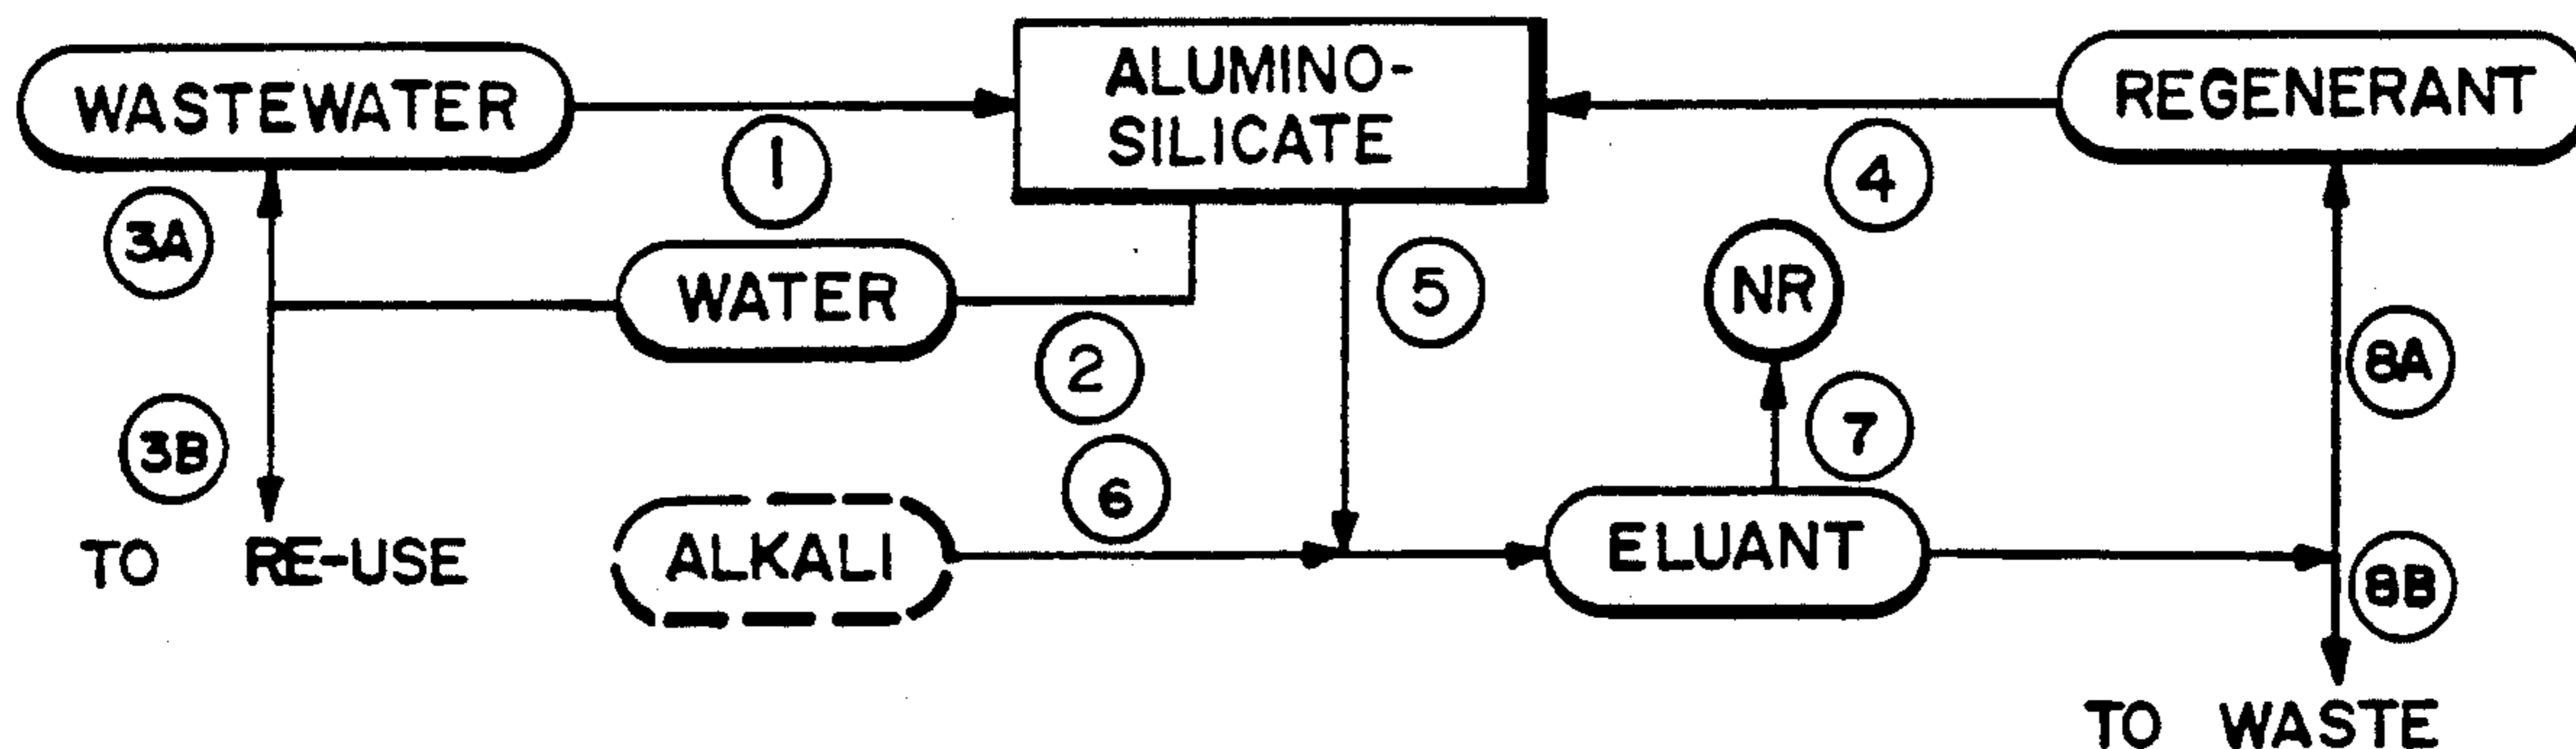 WASTEWATER
ALUMINO-
SILICATE
REGENERANT
1
4
3A
WATER
2
5
NR
8A
3B
6
7
TO RE-USE
ALKALI
ELUANT
8B
TO WASTE